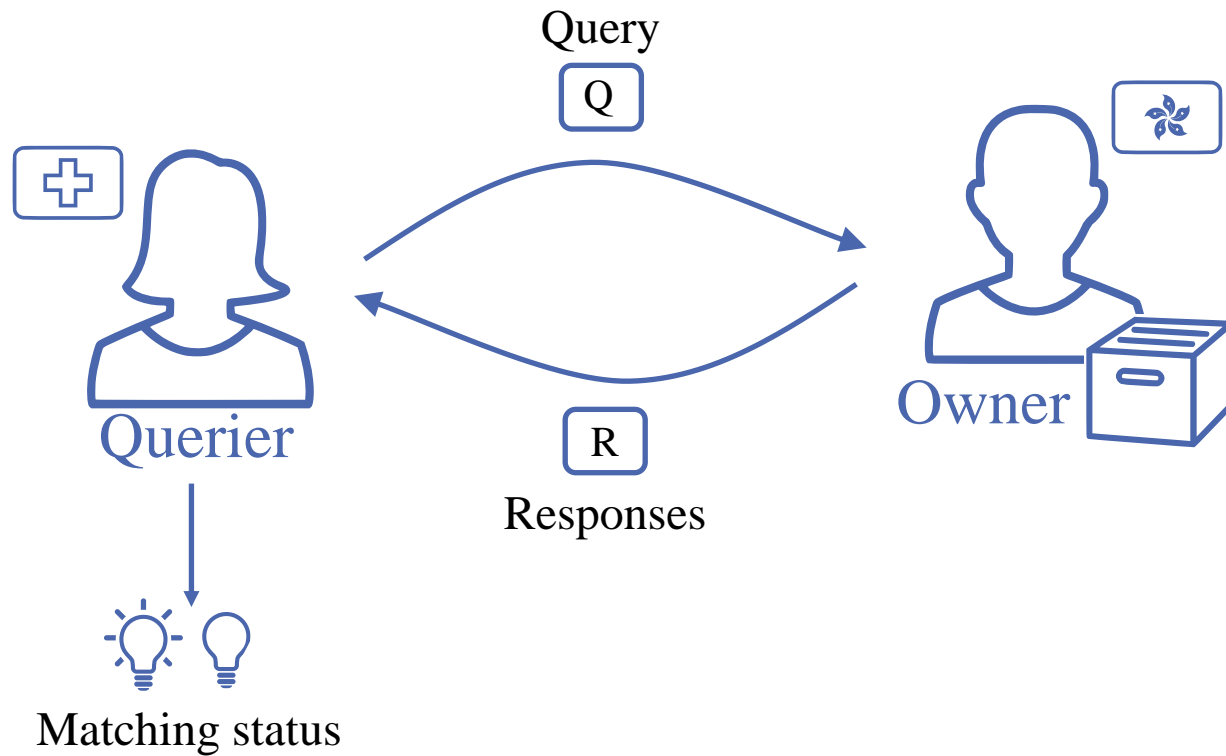 Query
Q
Querier
Owner
R
Responses
Matching status